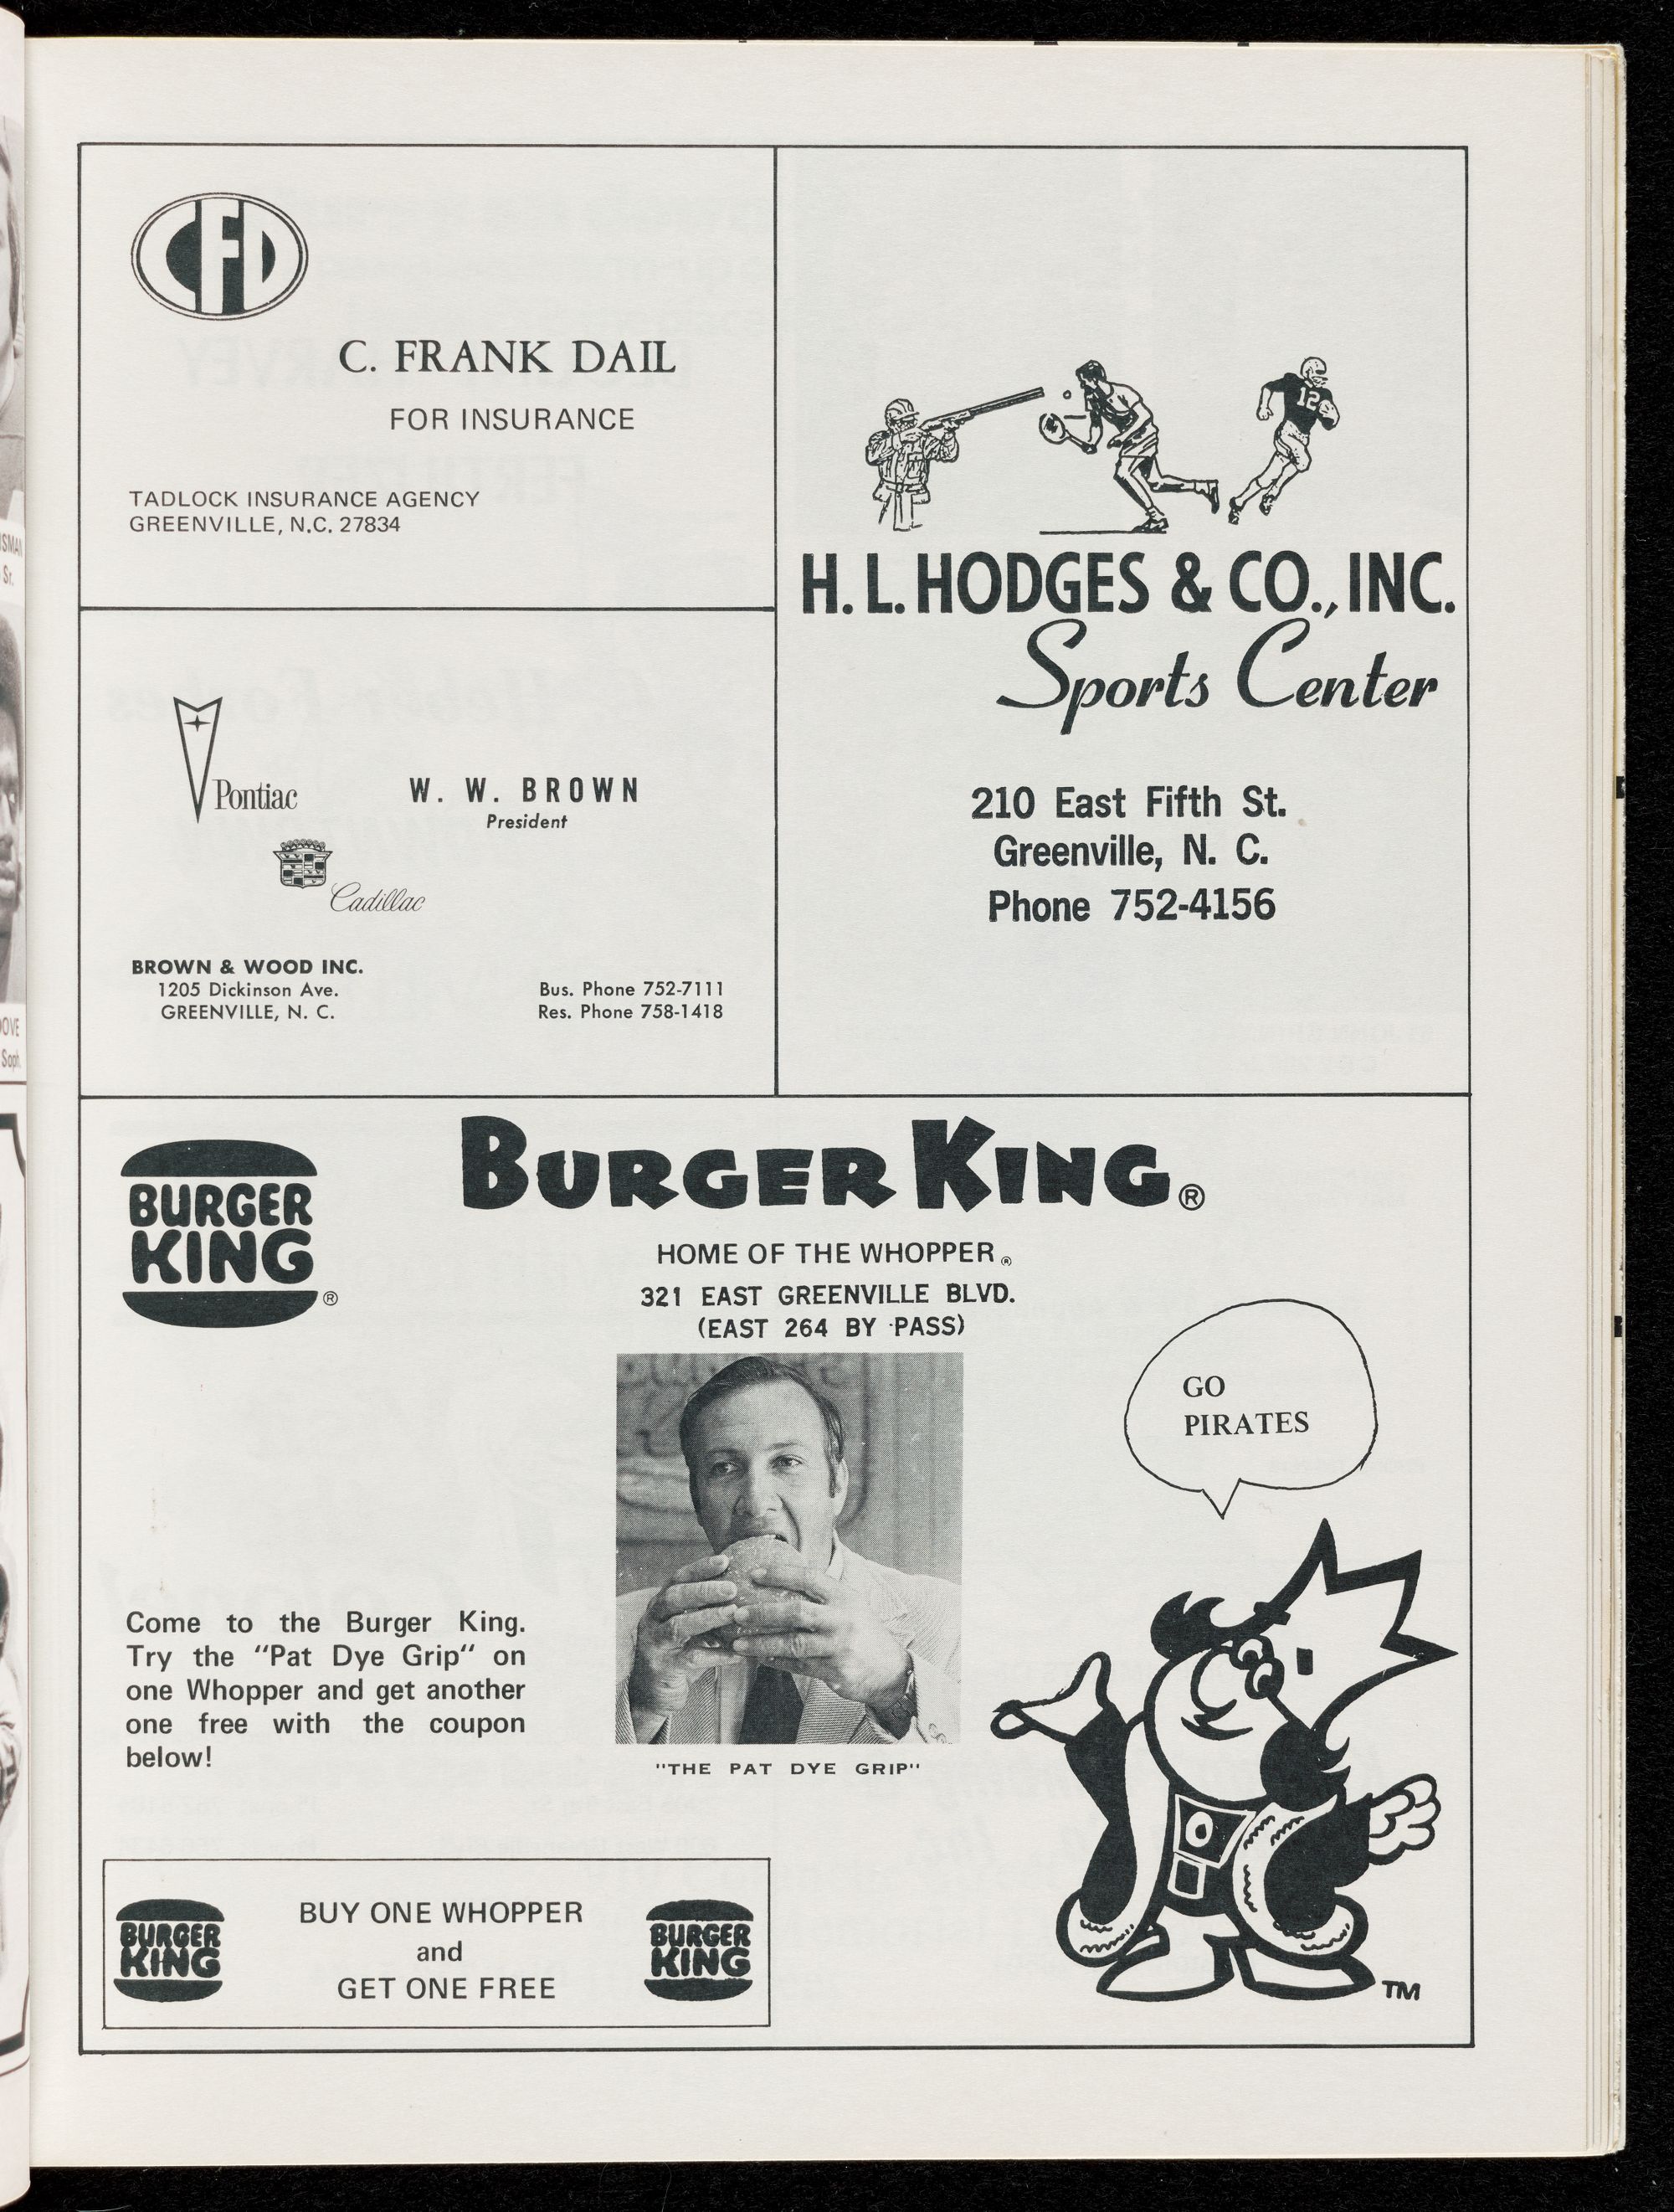 CFD
C. FRANK DAIL
FOR INSURANCE
TADLOCK INSURANCE AGENCY
GREENVILLE, N.C. 27834
Pontiac
W. W. BROWN
President
Cadillac
BROWN & WOOD INC.
1205 Dickinson Ave.
GREENVILLE, N. C.
Bus. Phone 752-7111
Res. Phone 758-1418
12
H. L. HODGES & CO., INC.
Sports Center
210 East Fifth St.
Greenville, N. C.
Phone 752-4156
BURGER
KING
®
BURGER KING®
HOME OF THE WHOPPER®
321 EAST GREENVILLE BLVD.
(EAST 264 BY PASS)
GO
PIRATES
Come to the Burger King.
Try the "Pat Dye Grip" on
one Whopper and get another
one free with the coupon
below!
"THE PAT DYE GRIP"
BURGER
KING
BUY ONE WHOPPER
and
GET ONE FREE
BURGER
KING
TM